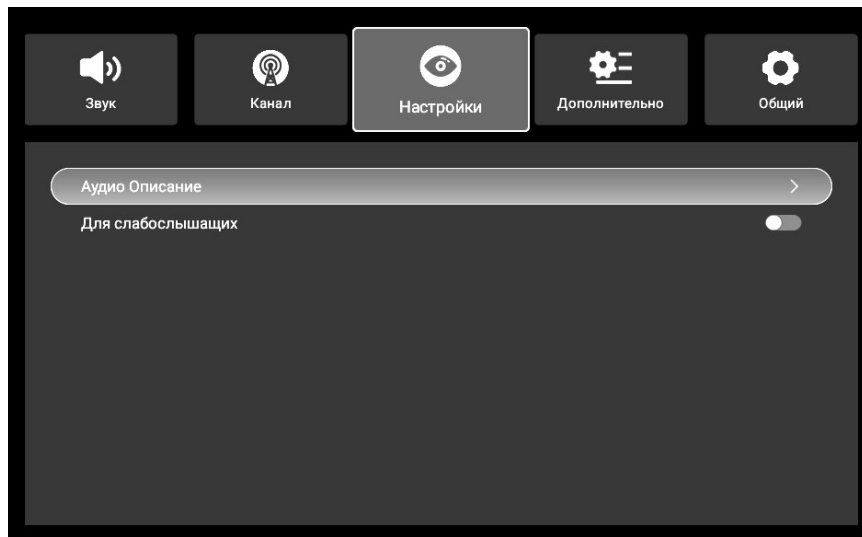 Звук
Канал
Настройки
Дополнительно
Общий
Аудио Описание
Для слабослышащих